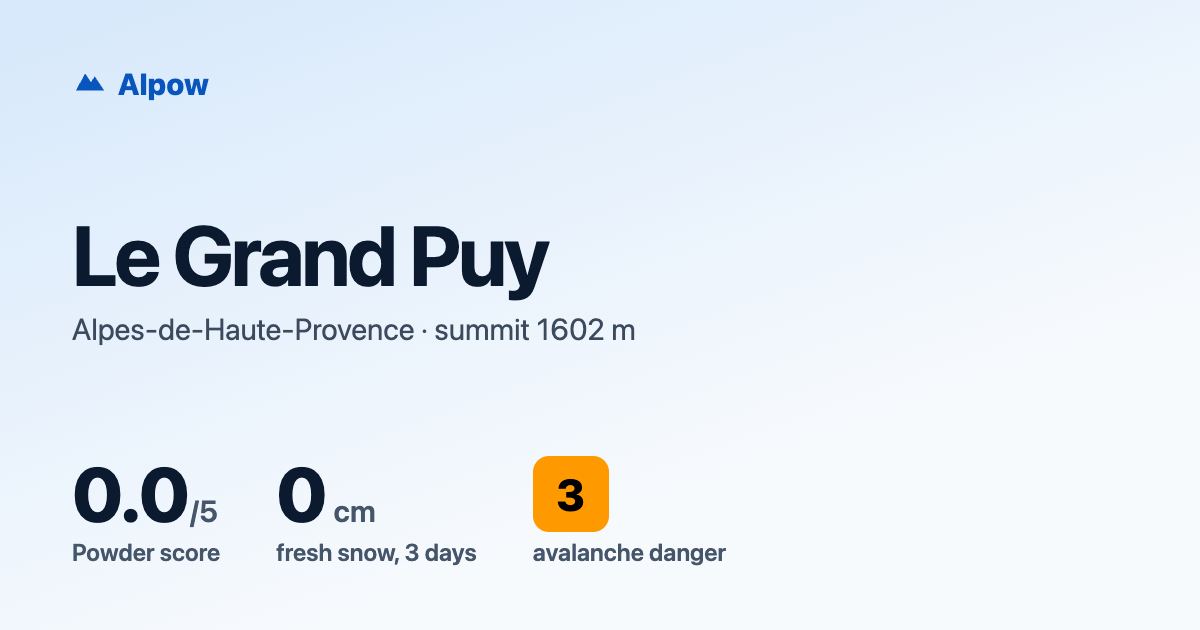 Alpow
Le Grand Puy
Alpes-de-Haute-Provence · summit 1602 m
0.0/5 0 cm 3
Powder score fresh snow, 3 days avalanche danger